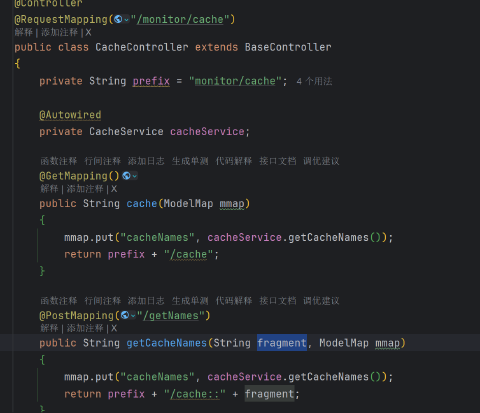 @Controller
@RequestMapping("/monitor/cache")
解释 | 添加注释 | X
public class CacheController extends BaseController
{
private String prefix = "monitor/cache"; 4 个用法
@Autowired
private CacheService cacheService;
函数注释 行间注释 添加日志 生成单测 代码解释 接口文档 调优建议
@GetMapping()
解释 | 添加注释 | X
public String cache(ModelMap mmap)
{
mmap.put("cacheNames", cacheService.getCacheNames());
return prefix + "/cache";
}
函数注释 行间注释 添加日志 生成单测 代码解释 接口文档 调优建议
@PostMapping("/getNames")
解释 | 添加注释 | X
public String getCacheNames(String fragment, ModelMap mmap)
{
mmap.put("cacheNames", cacheService.getCacheNames());
return prefix + "/cache::" + fragment;